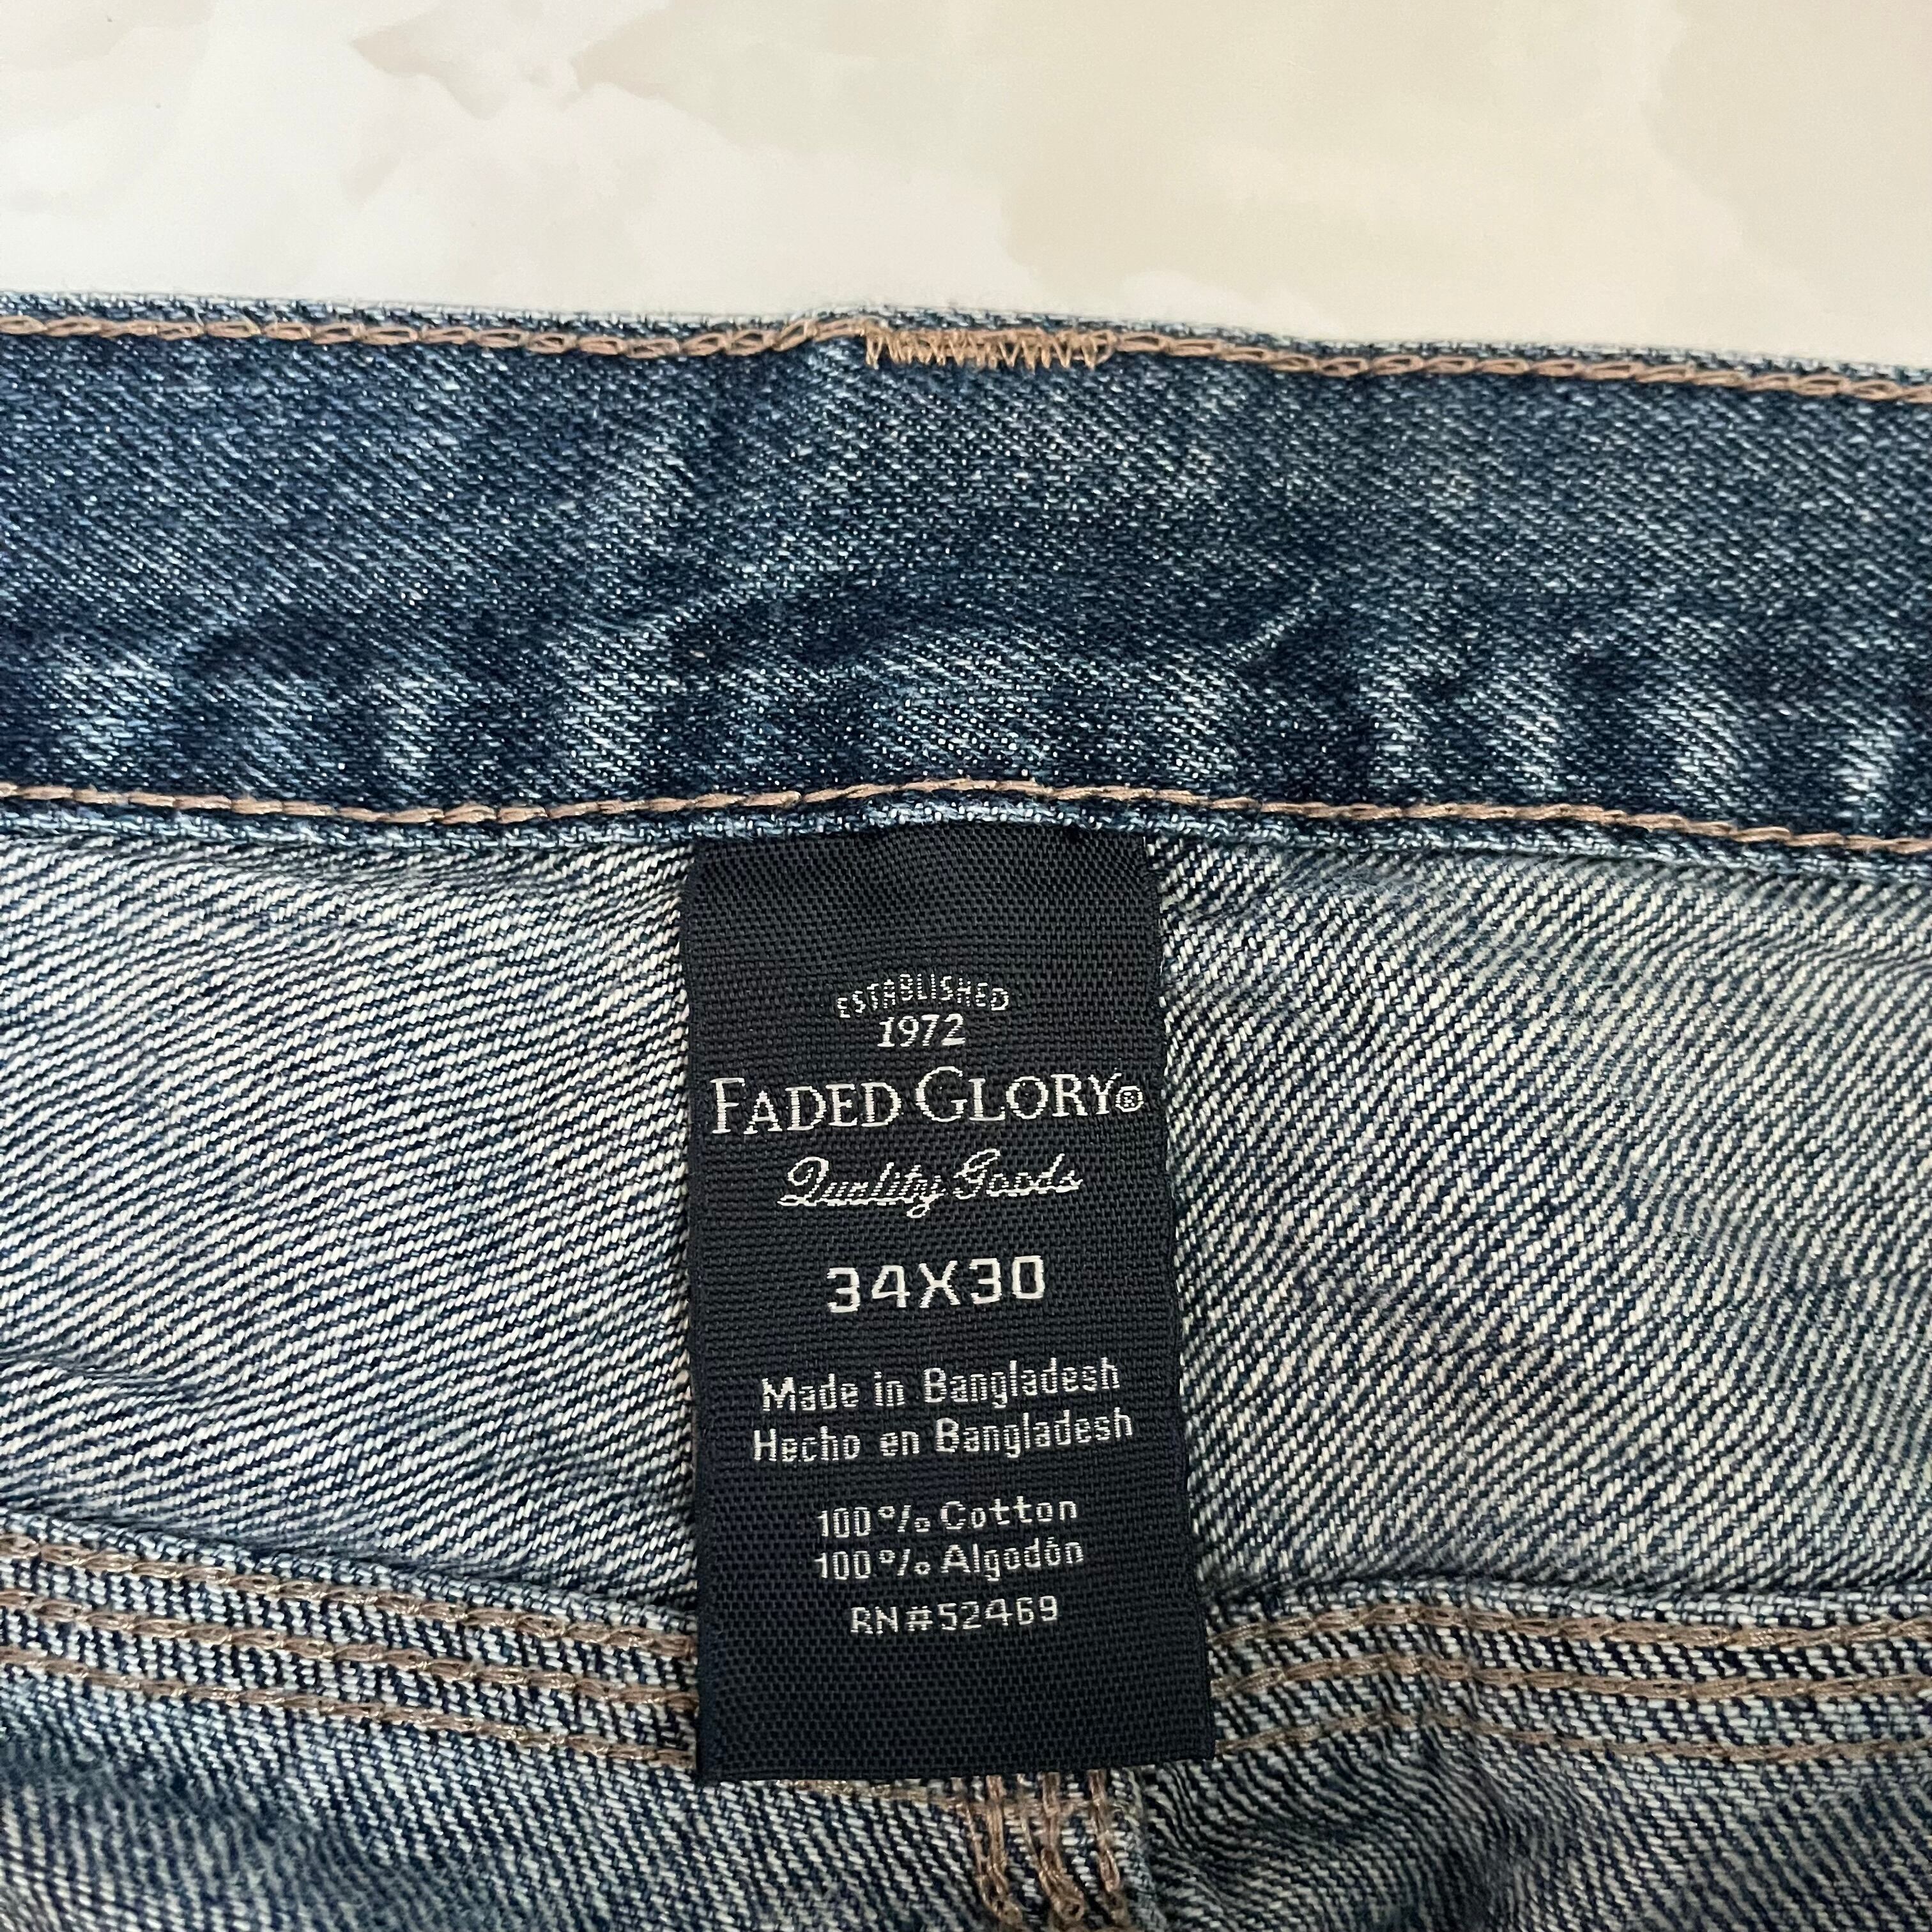 ESTABLISHED
1972
FADED GLORY®
Quality Goods
34X30
Made in Bangladesh
Hecho en Bangladesh
100% Cotton
100% Algodón
RN#52469